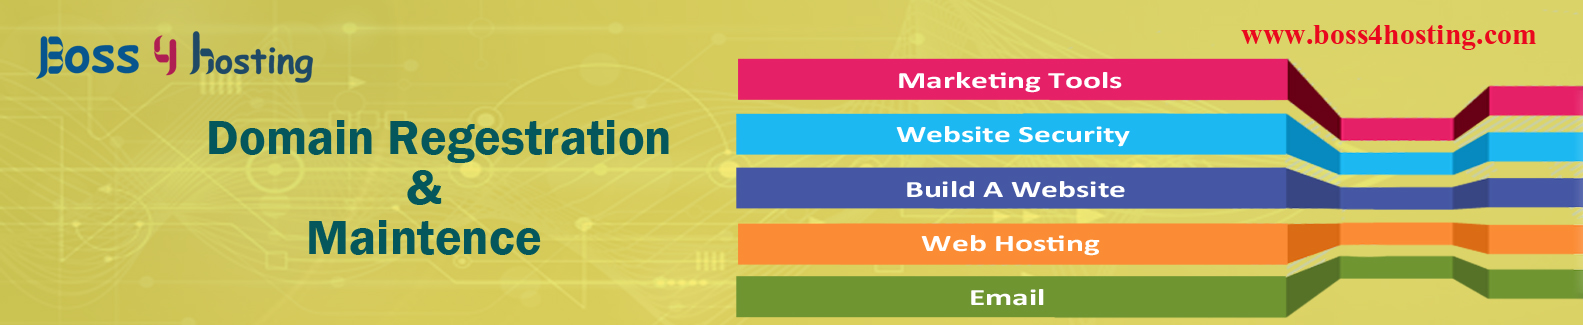 Boss 4 hosting
www.boss4hosting.com
Domain Regestration
&
Maintence
Marketing Tools
Website Security
Build A Website
Web Hosting
Email